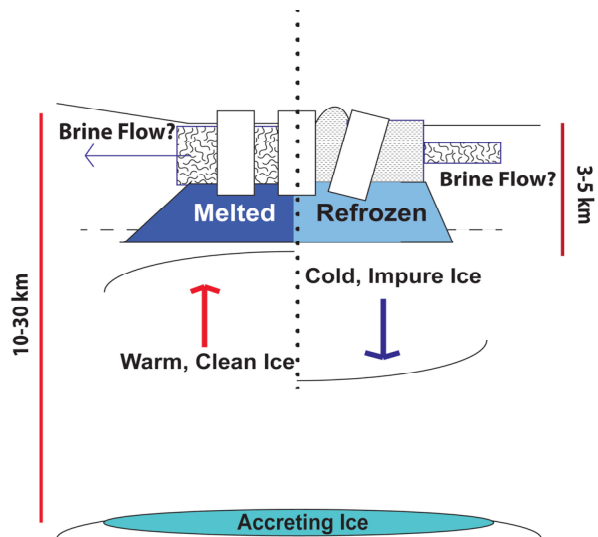 Brine Flow?
Brine Flow?
3-5 km
Melted
Refrozen
Cold, Impure Ice
10-30 km
Warm, Clean Ice
Accreting Ice